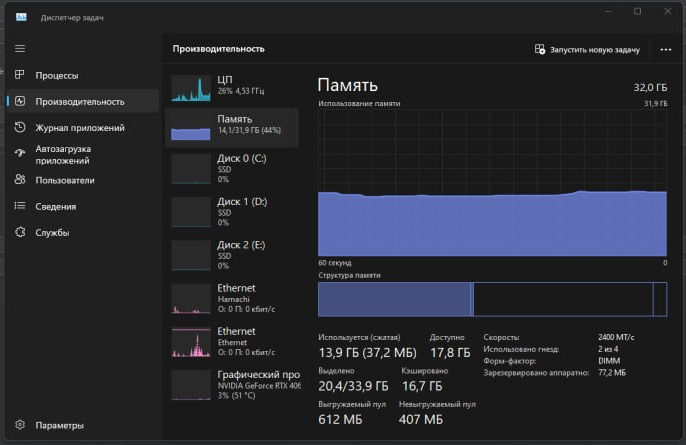 Диспетчер задач
Процессы
Производительность
Журнал приложений
Автозагрузка
приложений
Пользователи
Сведения
Службы
Параметры
Производительность
Запустить новую задачу
ЦП
26% 4,53 ГГц
Память
14,1/31,9 ГБ (44%)
Диск 0 (C:)
SSD
0%
Диск 1 (D:)
SSD
0%
Диск 2 (E:)
SSD
0%
Ethernet
Hamachi
О: 0 П: 0 кбит/с
Ethernet
Ethernet
О: 0 П: 0 кбит/с
Графический про
NVIDIA GeForce RTX 406
3% (51 °C)
Память
32,0 ГБ
Использование памяти
31,9 ГБ
60 секунд
0
Структура памяти
Используется (сжатая)
13,9 ГБ (37,2 МБ)
Доступно
17,8 ГБ
Выделено
20,4/33,9 ГБ
Кэшировано
16,7 ГБ
Выгружаемый пул
612 МБ
Невыгружаемый пул
407 МБ
Скорость: 2400 МТ/с
Использовано гнезд: 2 из 4
Форм-фактор: DIMM
Зарезервировано аппаратно: 77,2 МБ